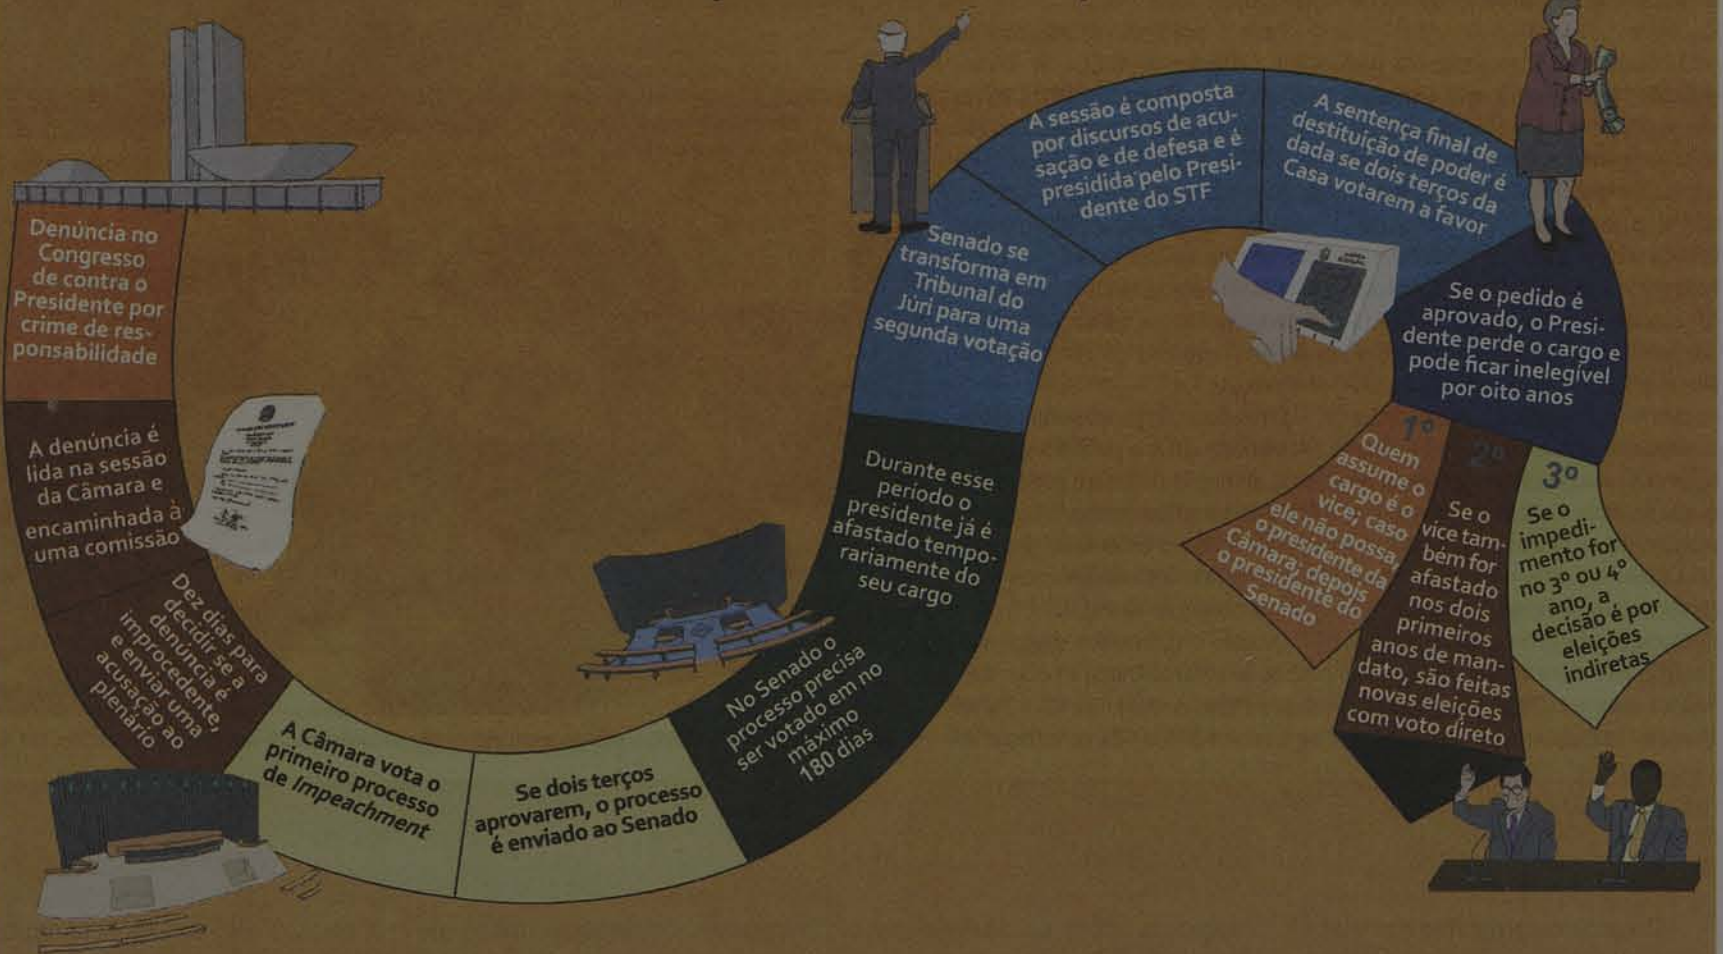 Denúncia no
Congresso
de contra o
Presidente por
crime de res-
ponsabilidade
A denúncia é
lida na sessão
da Câmara e
encaminhada à
uma comissão
Dez dias para
decidir se a
denúncia é
improcedente,
e enviar uma
acusação ao
plenário
A Câmara vota o
primeiro processo
de Impeachment
Se dois terços
aprovarem, o processo
é enviado ao Senado
No Senado o
processo precisa
ser votado em no
máximo
180 dias
Durante esse
período o
presidente já é
afastado tempo-
rariamente do
seu cargo
Senado se
transforma em
Tribunal do
Júri para uma
segunda votação
A sessão é composta
por discursos de acu-
sação e de defesa e é
presidida pelo Presi-
dente do STF
A sentença final de
destituição de poder é
dada se dois terços da
Casa votarem a favor
Se o pedido é
aprovado, o Presi-
dente perde o cargo e
pode ficar inelegível
por oito anos
1º
Quem
assume o
cargo é o
vice; caso
ele não possa,
o presidente da
Câmara; depois
o presidente do
Senado
2º
Se o
vice tam-
bém for
afastado
nos dois
primeiros
anos de man-
dato, são feitas
novas eleições
com voto direto
3º
Se o
impedi-
mento for
no 3º ou 4º
ano, a
decisão é por
eleições
indiretas